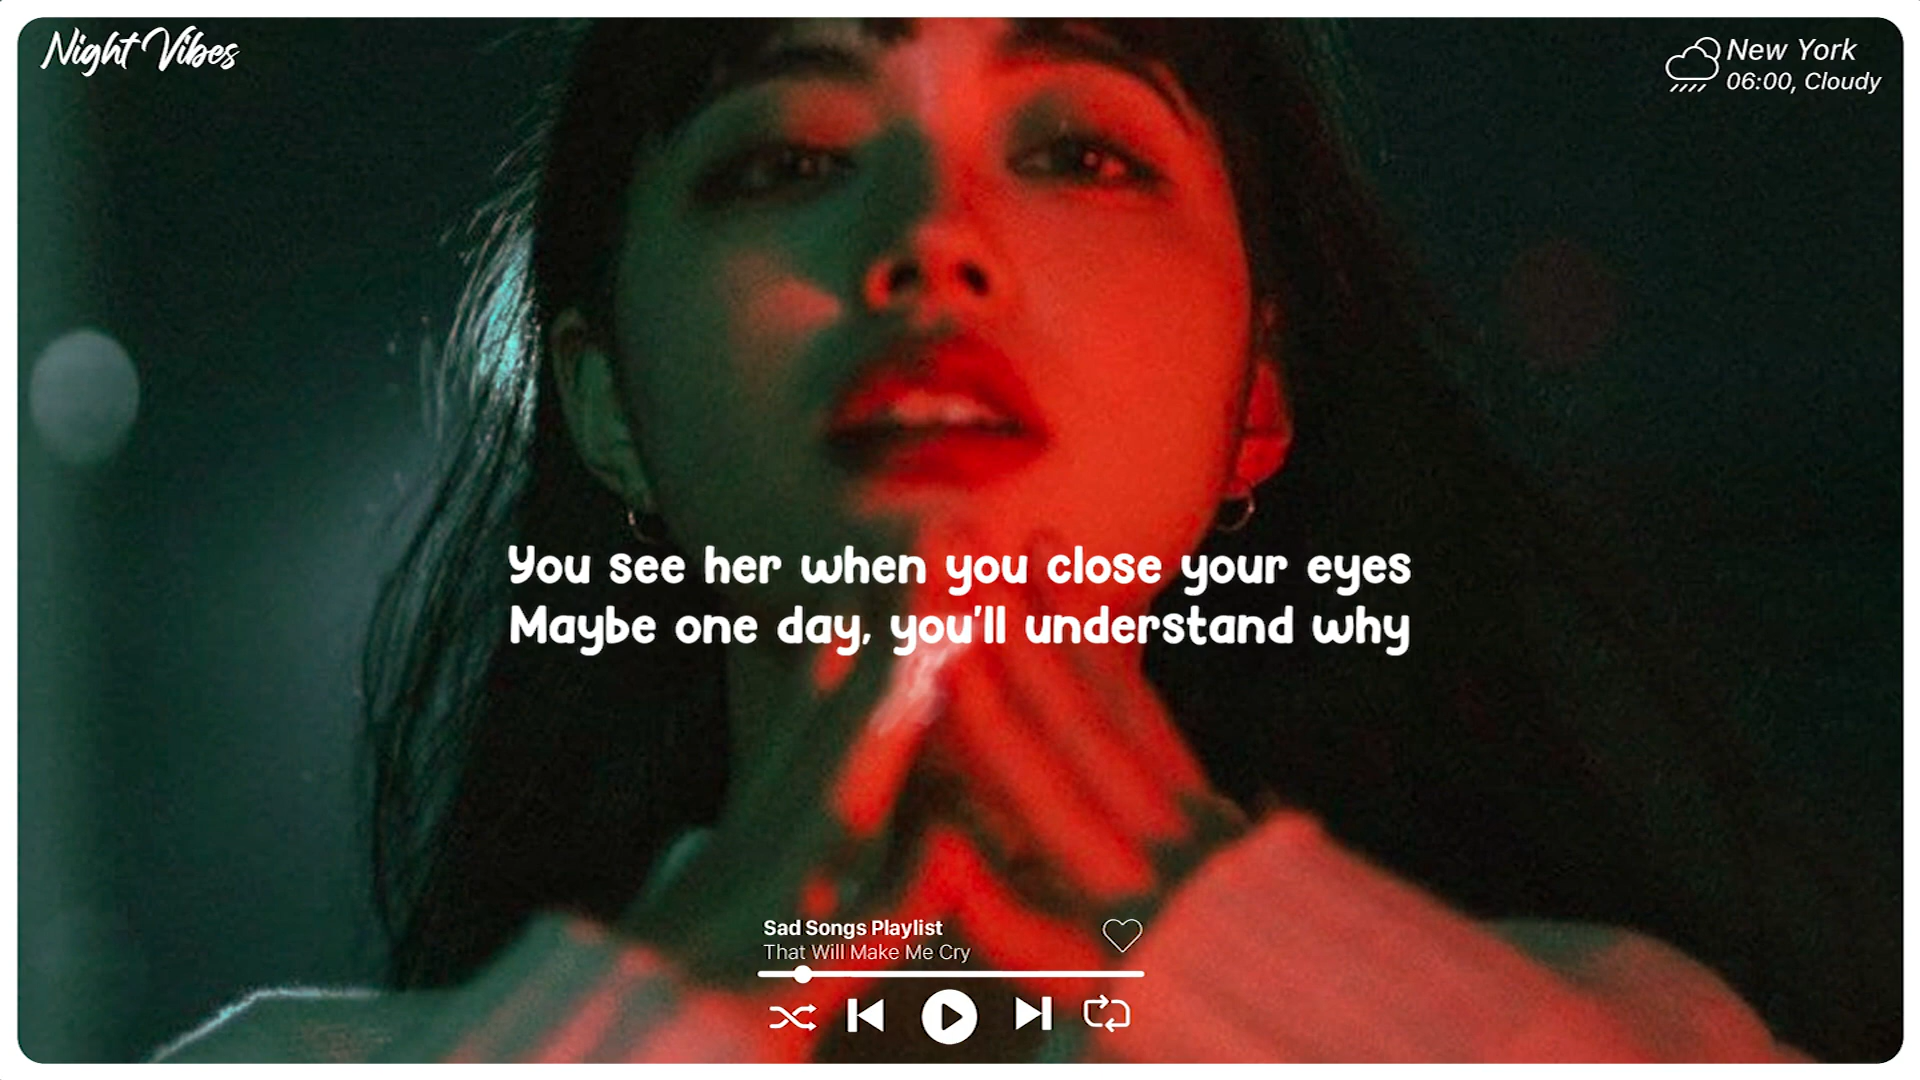 Night Vibes
New York
06:00, Cloudy
You see her when you close your eyes
Maybe one day, you'll understand why
Sad Songs Playlist
That Will Make Me Cry